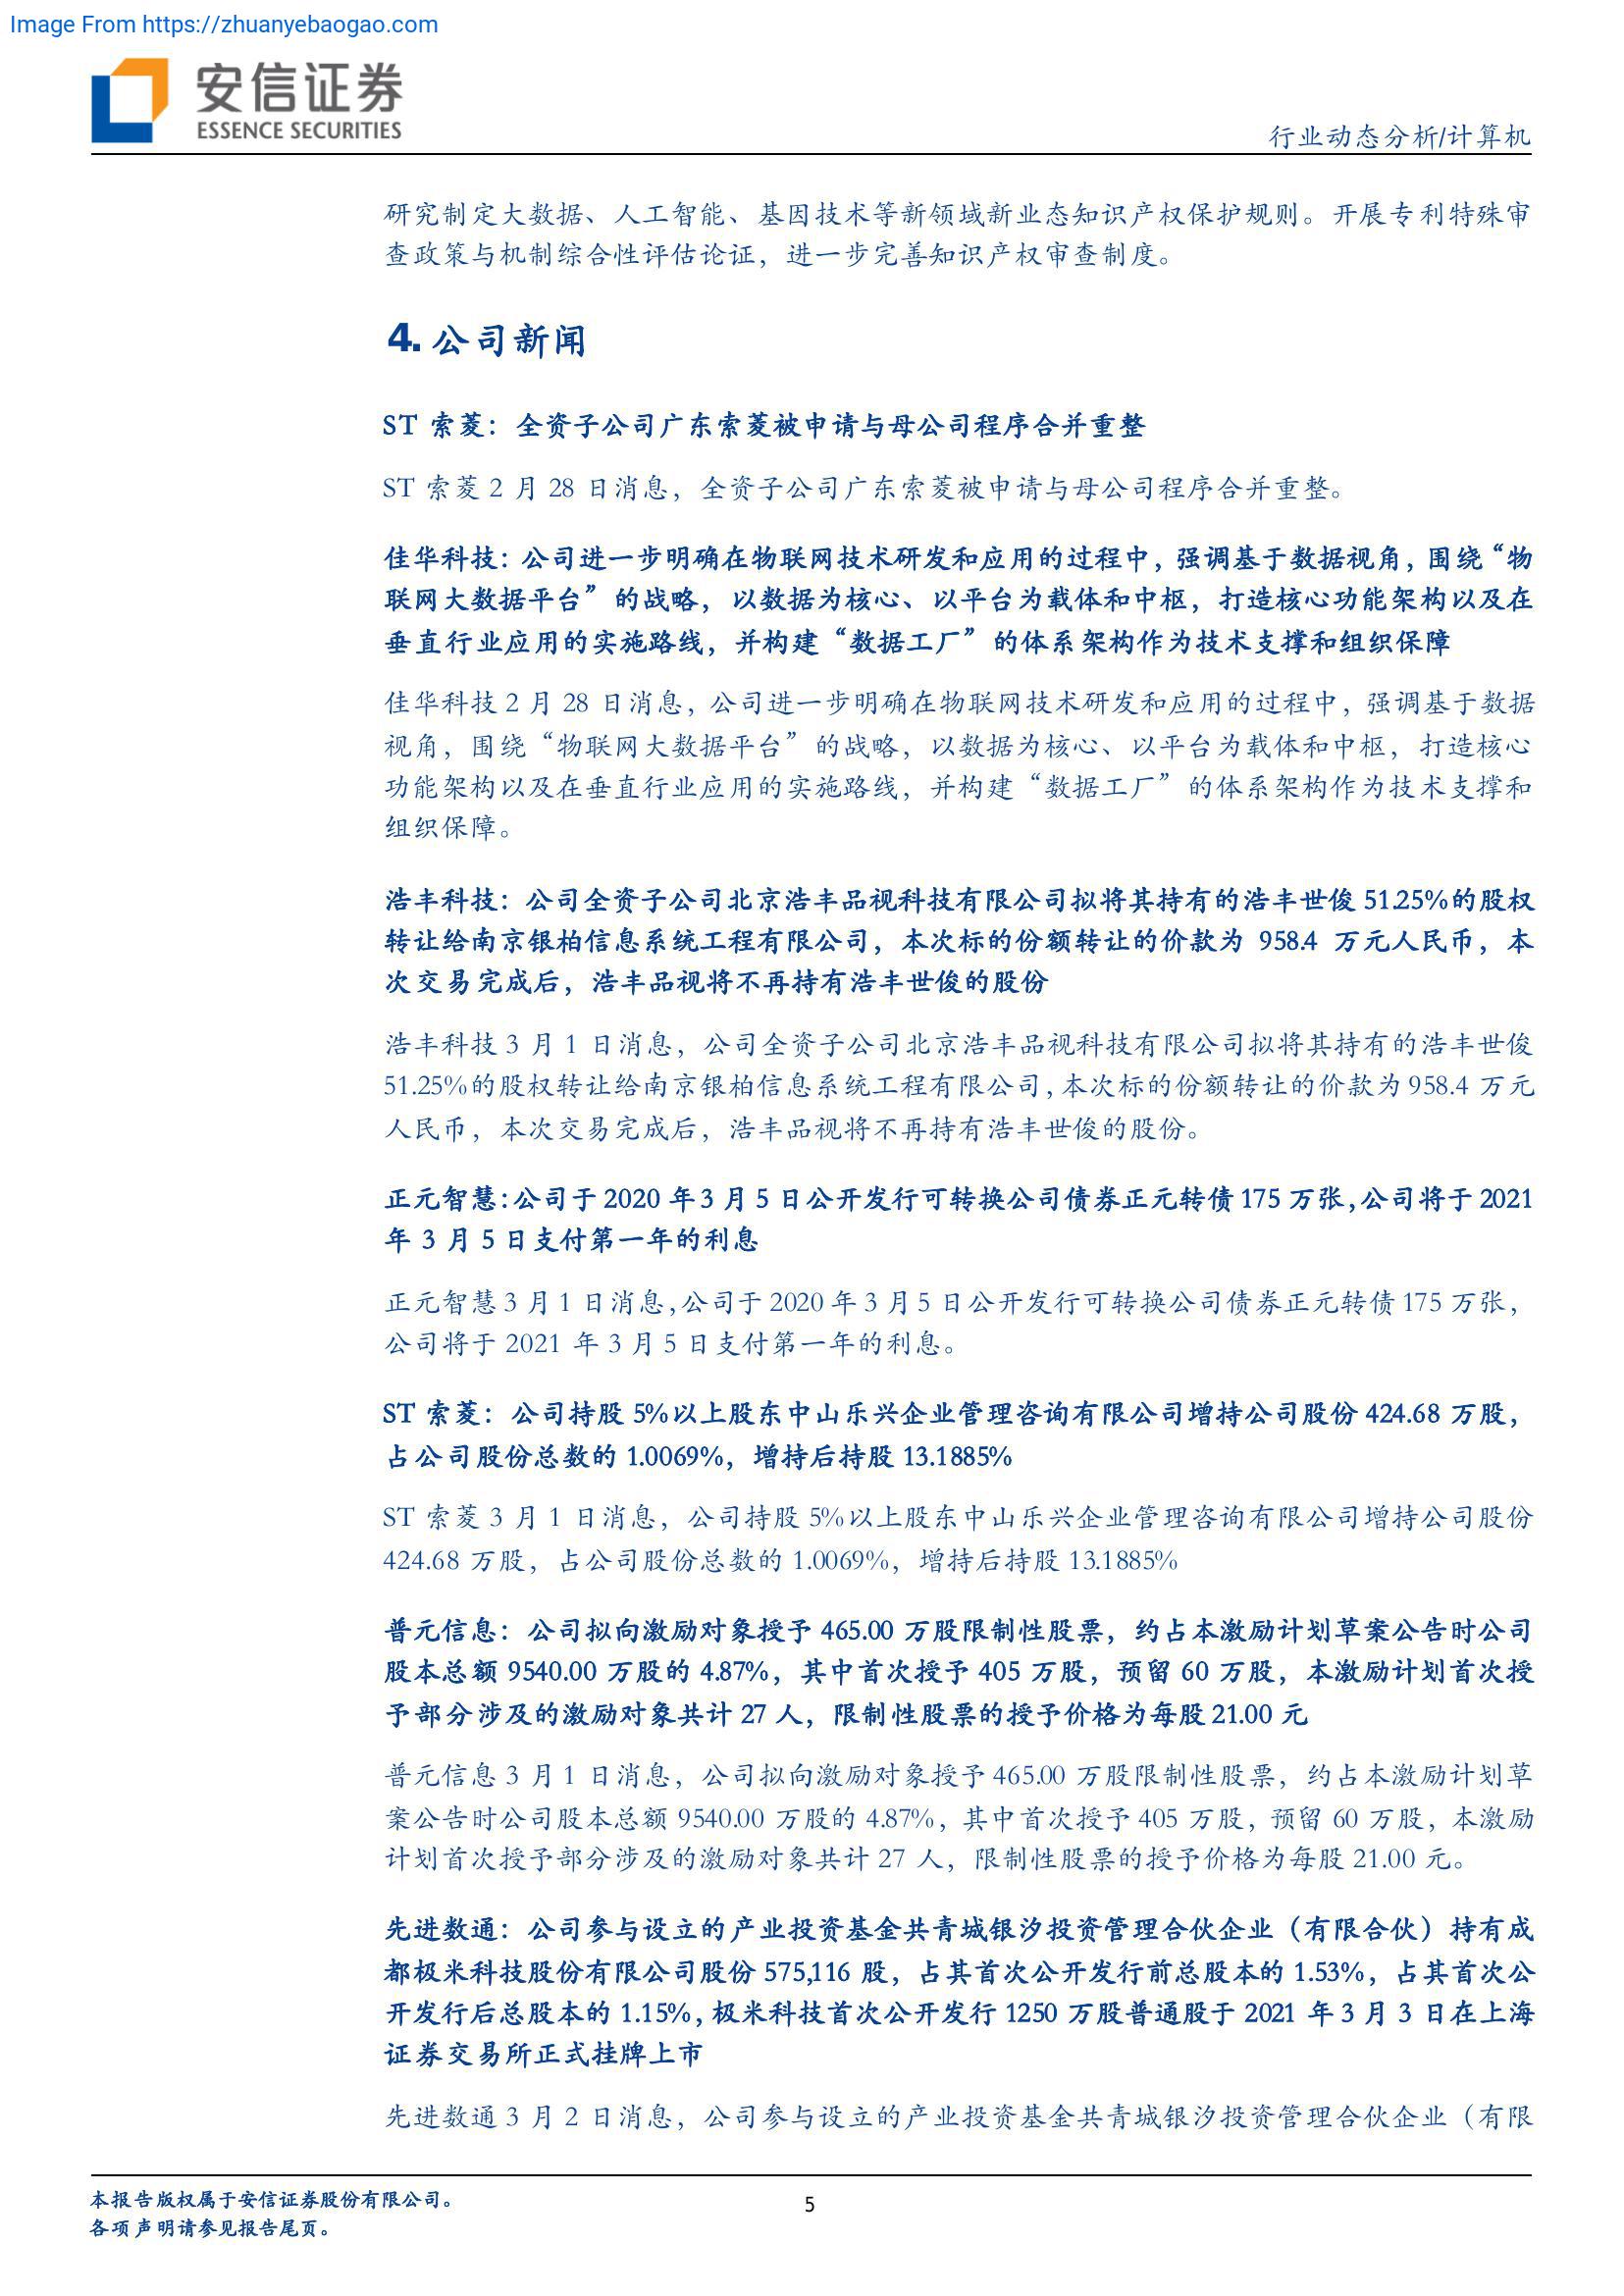 Image From https://zhuanyebaogao.com
安信证券
ESSENCE SECURITIES
行业动态分析/计算机
研究制定大数据、人工智能、基因技术等新领域新业态知识产权保护规则。开展专利特殊审
查政策与机制综合性评估论证，进一步完善知识产权审查制度。
4. 公司新闻
ST 索菱：全资子公司广东索菱被申请与母公司程序合并重整
ST 索菱 2 月 28 日消息，全资子公司广东索菱被申请与母公司程序合并重整。
佳华科技：公司进一步明确在物联网技术研发和应用的过程中，强调基于数据视角，围绕“物
联网大数据平台”的战略，以数据为核心、以平台为载体和中枢，打造核心功能架构以及在
垂直行业应用的实施路线，并构建“数据工厂”的体系架构作为技术支撑和组织保障
佳华科技 2 月 28 日消息，公司进一步明确在物联网技术研发和应用的过程中，强调基于数据
视角，围绕“物联网大数据平台”的战略，以数据为核心、以平台为载体和中枢，打造核心
功能架构以及在垂直行业应用的实施路线，并构建“数据工厂”的体系架构作为技术支撑和
组织保障。
浩丰科技：公司全资子公司北京浩丰品视科技有限公司拟将其持有的浩丰世俊 51.25%的股权
转让给南京银柏信息系统工程有限公司，本次标的份额转让的价款为 958.4 万元人民币，本
次交易完成后，浩丰品视将不再持有浩丰世俊的股份
浩丰科技 3 月 1 日消息，公司全资子公司北京浩丰品视科技有限公司拟将其持有的浩丰世俊
51.25%的股权转让给南京银柏信息系统工程有限公司，本次标的份额转让的价款为 958.4 万元
人民币，本次交易完成后，浩丰品视将不再持有浩丰世俊的股份。
正元智慧：公司于 2020 年 3 月 5 日公开发行可转换公司债券正元转债 175 万张，公司将于 2021
年 3 月 5 日支付第一年的利息
正元智慧 3 月 1 日消息，公司于 2020 年 3 月 5 日公开发行可转换公司债券正元转债 175 万张，
公司将于 2021 年 3 月 5 日支付第一年的利息。
ST 索菱：公司持股 5%以上股东中山乐兴企业管理咨询有限公司增持公司股份 424.68 万股，
占公司股份总数的 1.0069%，增持后持股 13.1885%
ST 索菱 3 月 1 日消息，公司持股 5%以上股东中山乐兴企业管理咨询有限公司增持公司股份
424.68 万股，占公司股份总数的 1.0069%，增持后持股 13.1885%
普元信息：公司拟向激励对象授予 465.00 万股限制性股票，约占本激励计划草案公告时公司
股本总额 9540.00 万股的 4.87%，其中首次授予 405 万股，预留 60 万股，本激励计划首次授
予部分涉及的激励对象共计 27 人，限制性股票的授予价格为每股 21.00 元
普元信息 3 月 1 日消息，公司拟向激励对象授予 465.00 万股限制性股票，约占本激励计划草
案公告时公司股本总额 9540.00 万股的 4.87%，其中首次授予 405 万股，预留 60 万股，本激励
计划首次授予部分涉及的激励对象共计 27 人，限制性股票的授予价格为每股 21.00 元。
先进数通：公司参与设立的产业投资基金共青城银汐投资管理合伙企业（有限合伙）持有成
都极米科技股份有限公司股份 575,116 股，占其首次公开发行前总股本的 1.53%，占其首次公
开发行后总股本的 1.15%，极米科技首次公开发行 1250 万股普通股于 2021 年 3 月 3 日在上海
证券交易所正式挂牌上市
先进数通 3 月 2 日消息，公司参与设立的产业投资基金共青城银汐投资管理合伙企业（有限
本报告版权属于安信证券股份有限公司。
各项声明请参见报告尾页。
5